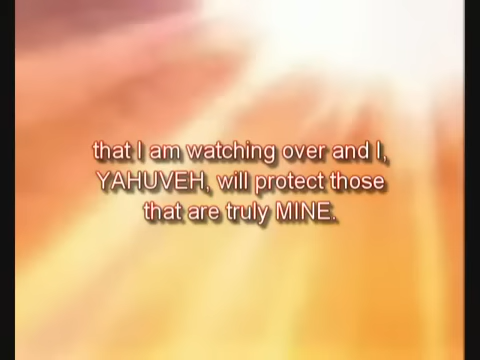 that I am watching over and I,
YAHUVEH, will protect those
that are truly MINE.